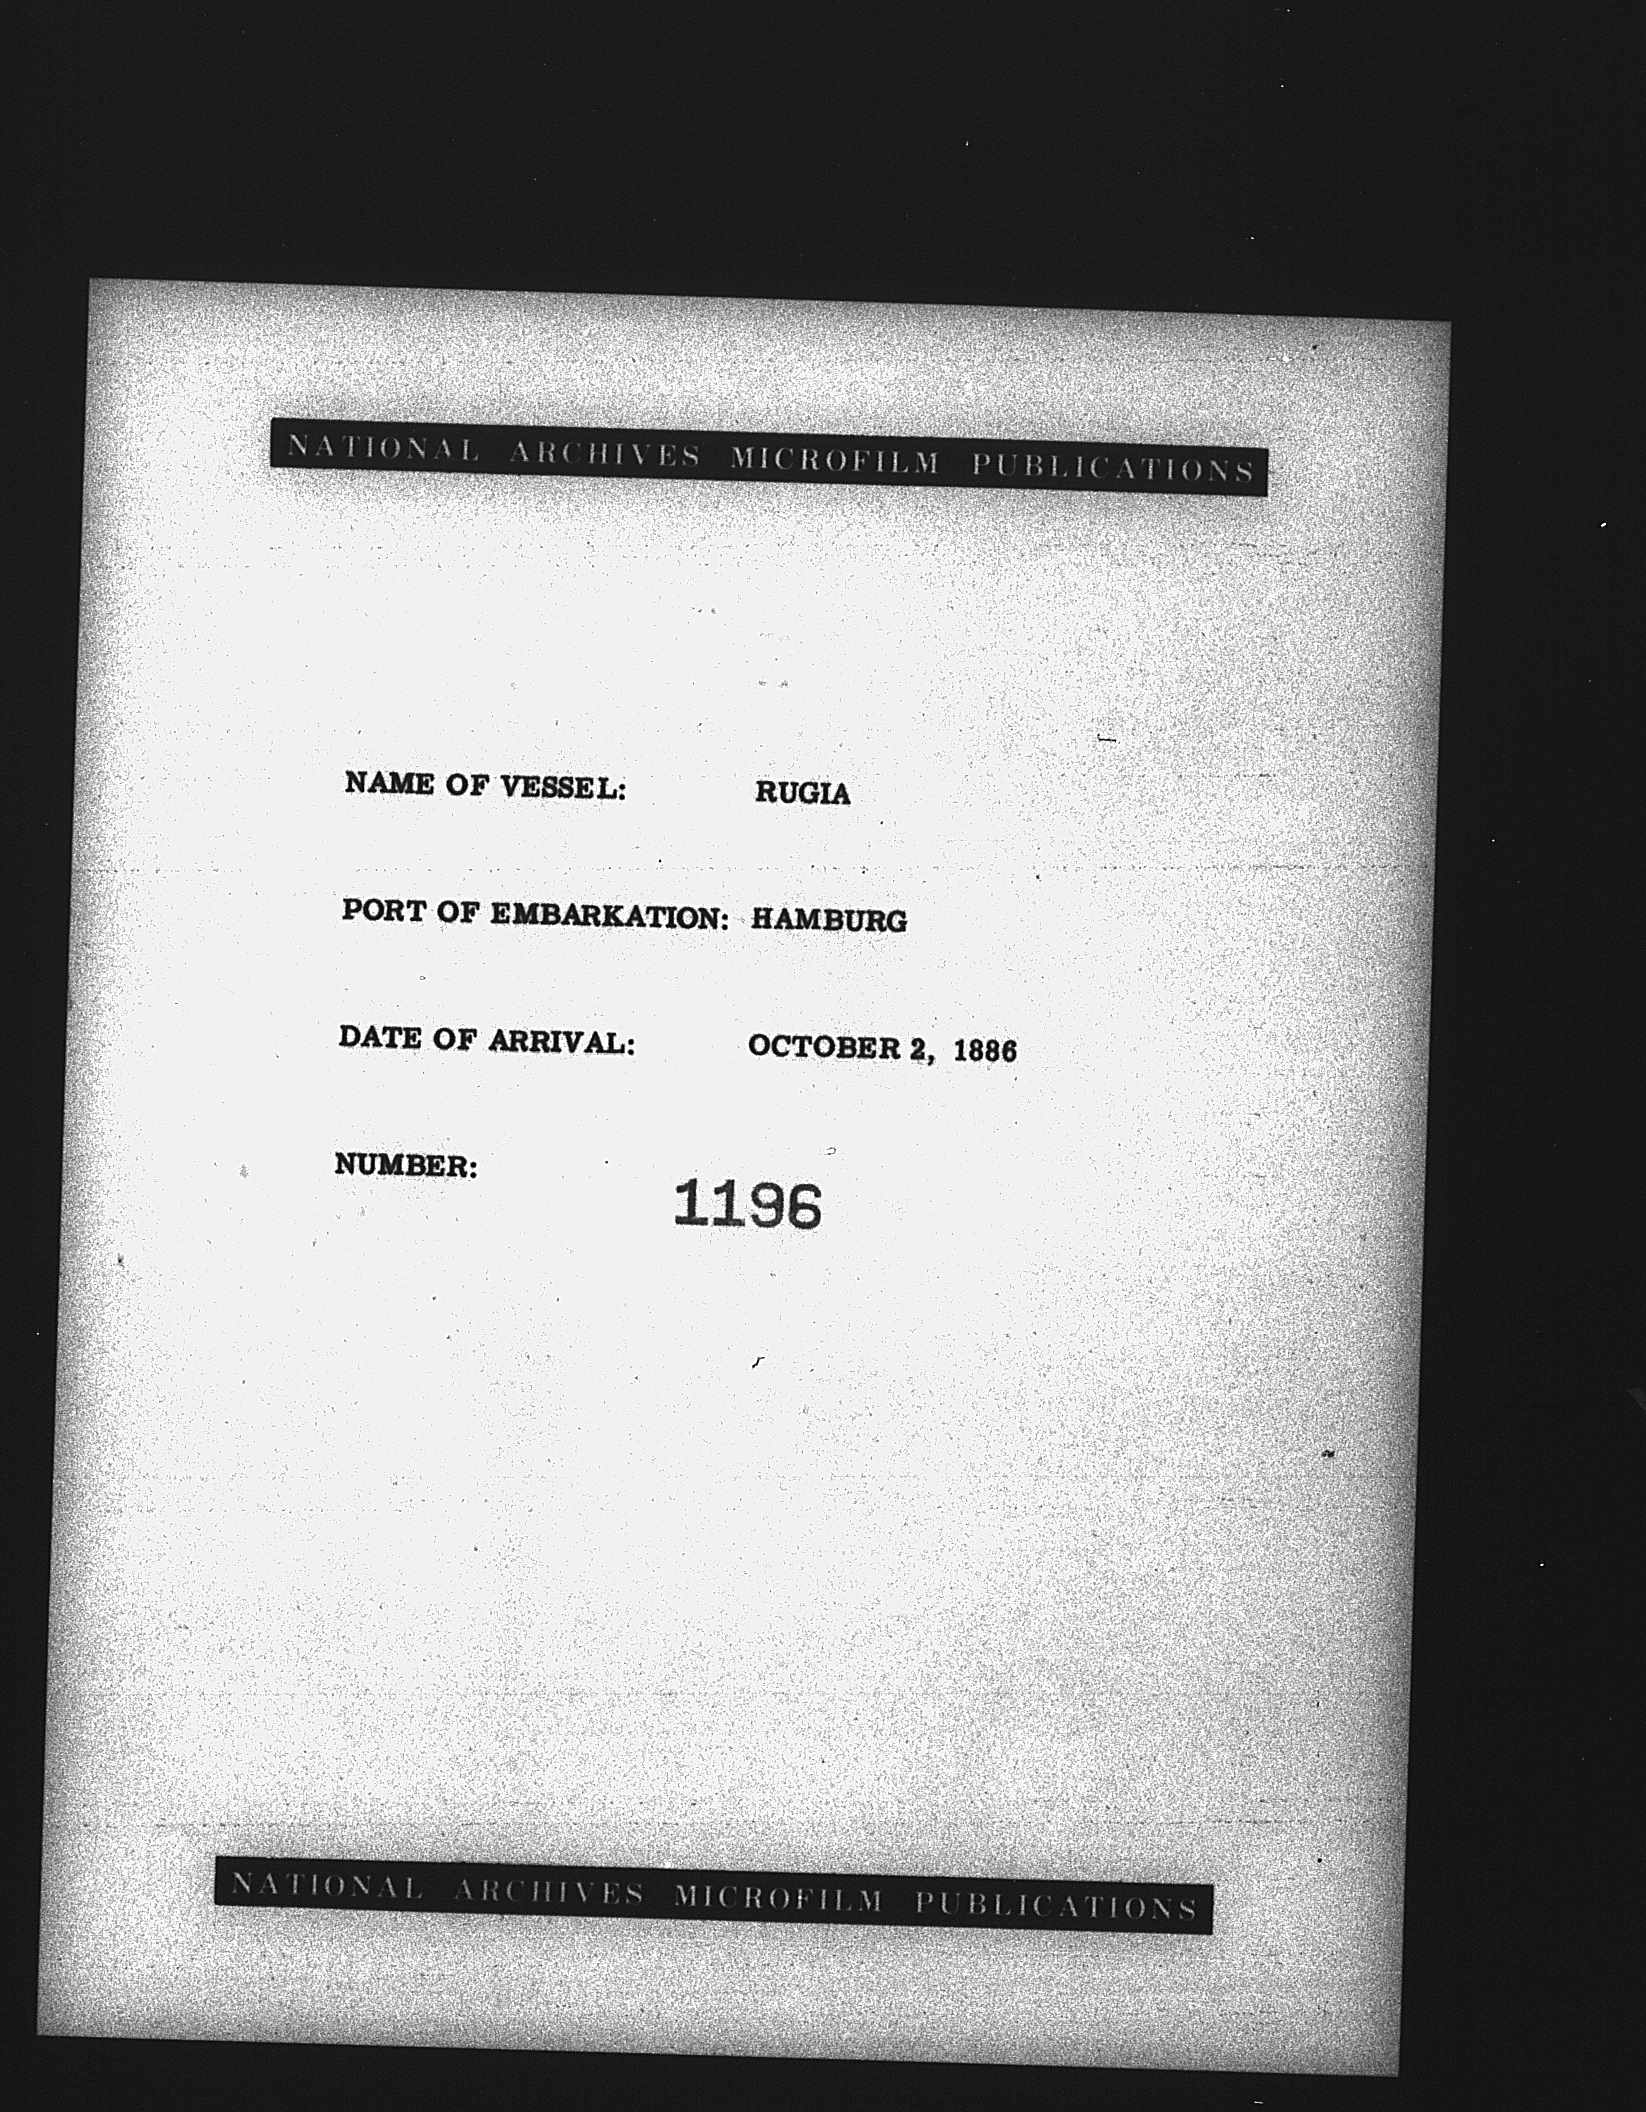 NATIONAL ARCHIVES MICROFILM PUBLICATIONS
NAME OF VESSEL: RUGIA
PORT OF EMBARKATION: HAMBURG
DATE OF ARRIVAL: OCTOBER 2, 1886
NUMBER: 1196
NATIONAL ARCHIVES MICROFILM PUBLICATIONS